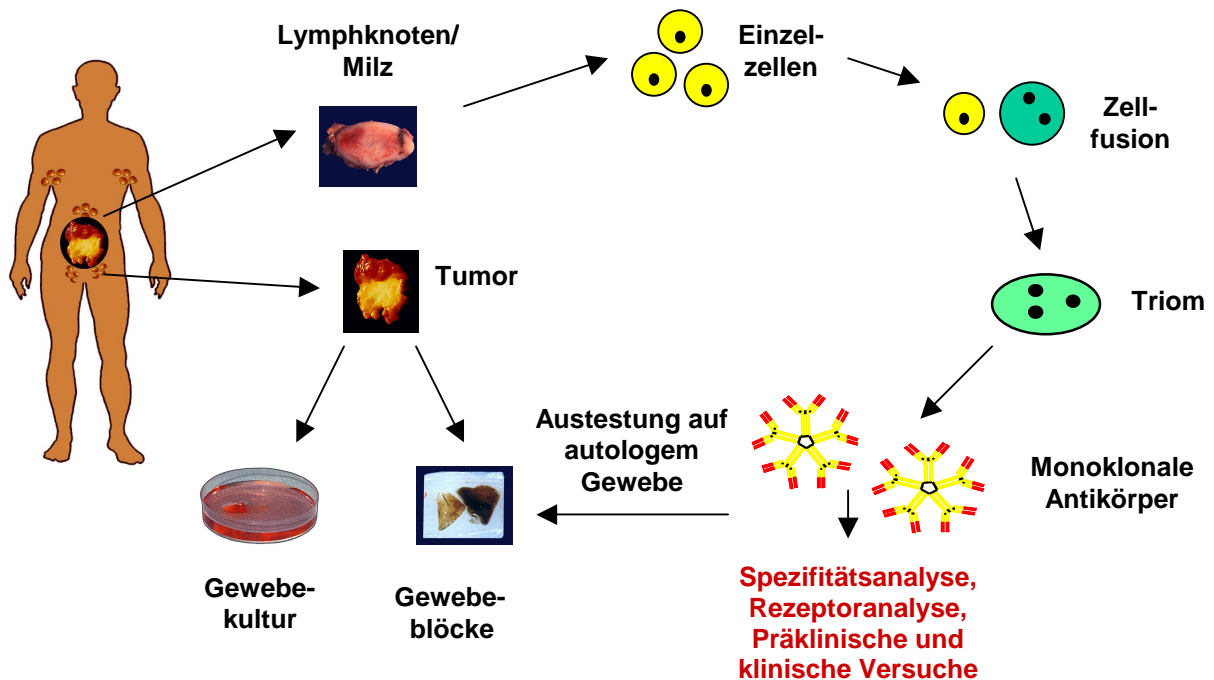 Lymphknoten/
Milz
Einzel-
zellen
Zell-
fusion
Tumor
Triom
Austestung auf
autologem
Gewebe
Monoklonale
Antikörper
Gewebe-
kultur
Gewebe-
blöcke
Spezifitätsanalyse,
Rezeptoranalyse,
Präklinische und
klinische Versuche